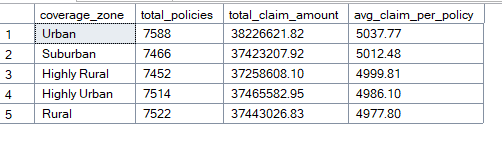 coverage_zone total_policies total_claim_amount avg_claim_per_policy
1 Urban 7588 38226621.82 5037.77
2 Suburban 7466 37423207.92 5012.48
3 Highly Rural 7452 37258608.10 4999.81
4 Highly Urban 7514 37465582.95 4986.10
5 Rural 7522 37443026.83 4977.80